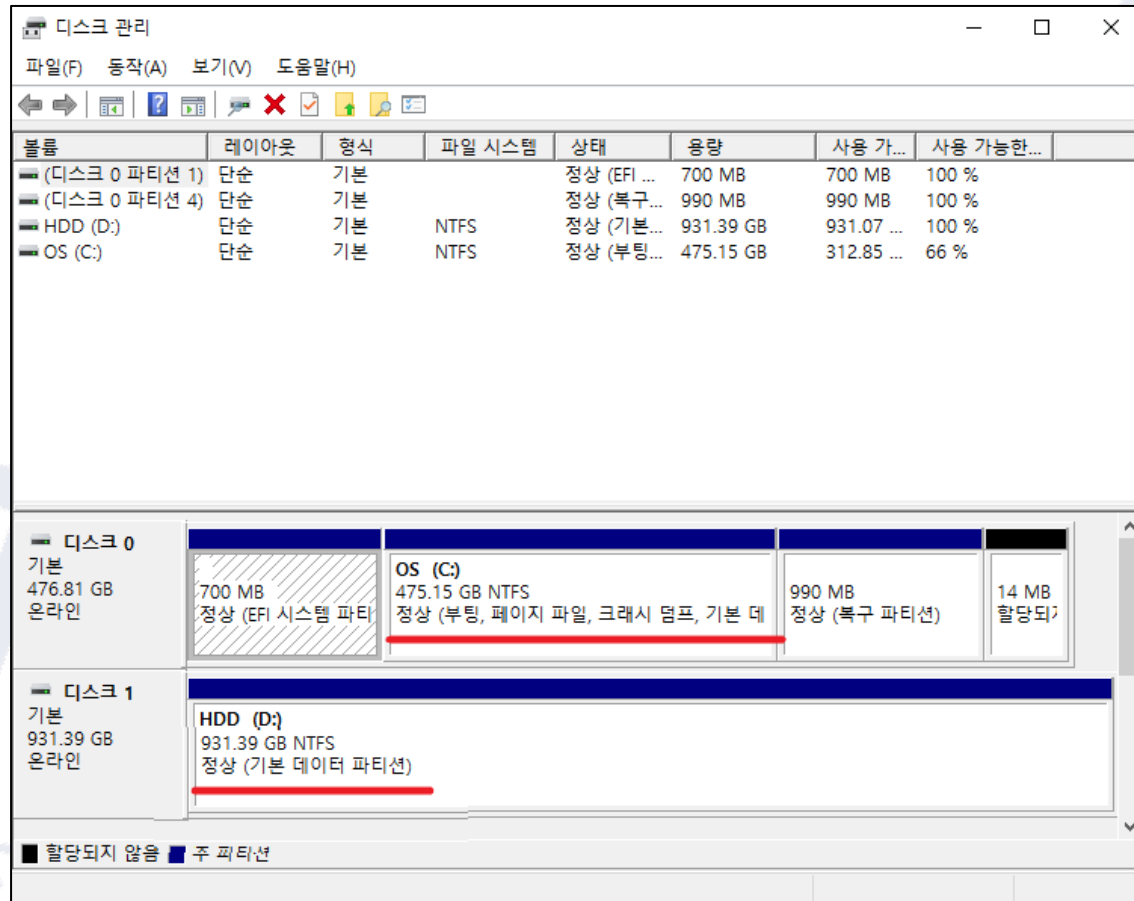 디스크 관리
파일(F) 동작(A) 보기(V) 도움말(H)
볼륨 레이아웃 형식 파일 시스템 상태 용량 사용 가... 사용 가능한...
(디스크 0 파티션 1) 단순 기본 정상 (EFI ... 700 MB 700 MB 100 %
(디스크 0 파티션 4) 단순 기본 정상 (복구... 990 MB 990 MB 100 %
HDD (D:) 단순 기본 NTFS 정상 (기본... 931.39 GB 931.07 ... 100 %
OS (C:) 단순 기본 NTFS 정상 (부팅... 475.15 GB 312.85 ... 66 %
디스크 0
기본
476.81 GB
온라인
700 MB
정상 (EFI 시스템 파티
OS (C:)
475.15 GB NTFS
정상 (부팅, 페이지 파일, 크래시 덤프, 기본 데
990 MB
정상 (복구 파티션)
14 MB
할당되
디스크 1
기본
931.39 GB
온라인
HDD (D:)
931.39 GB NTFS
정상 (기본 데이터 파티션)
할당되지 않음 주 파티션